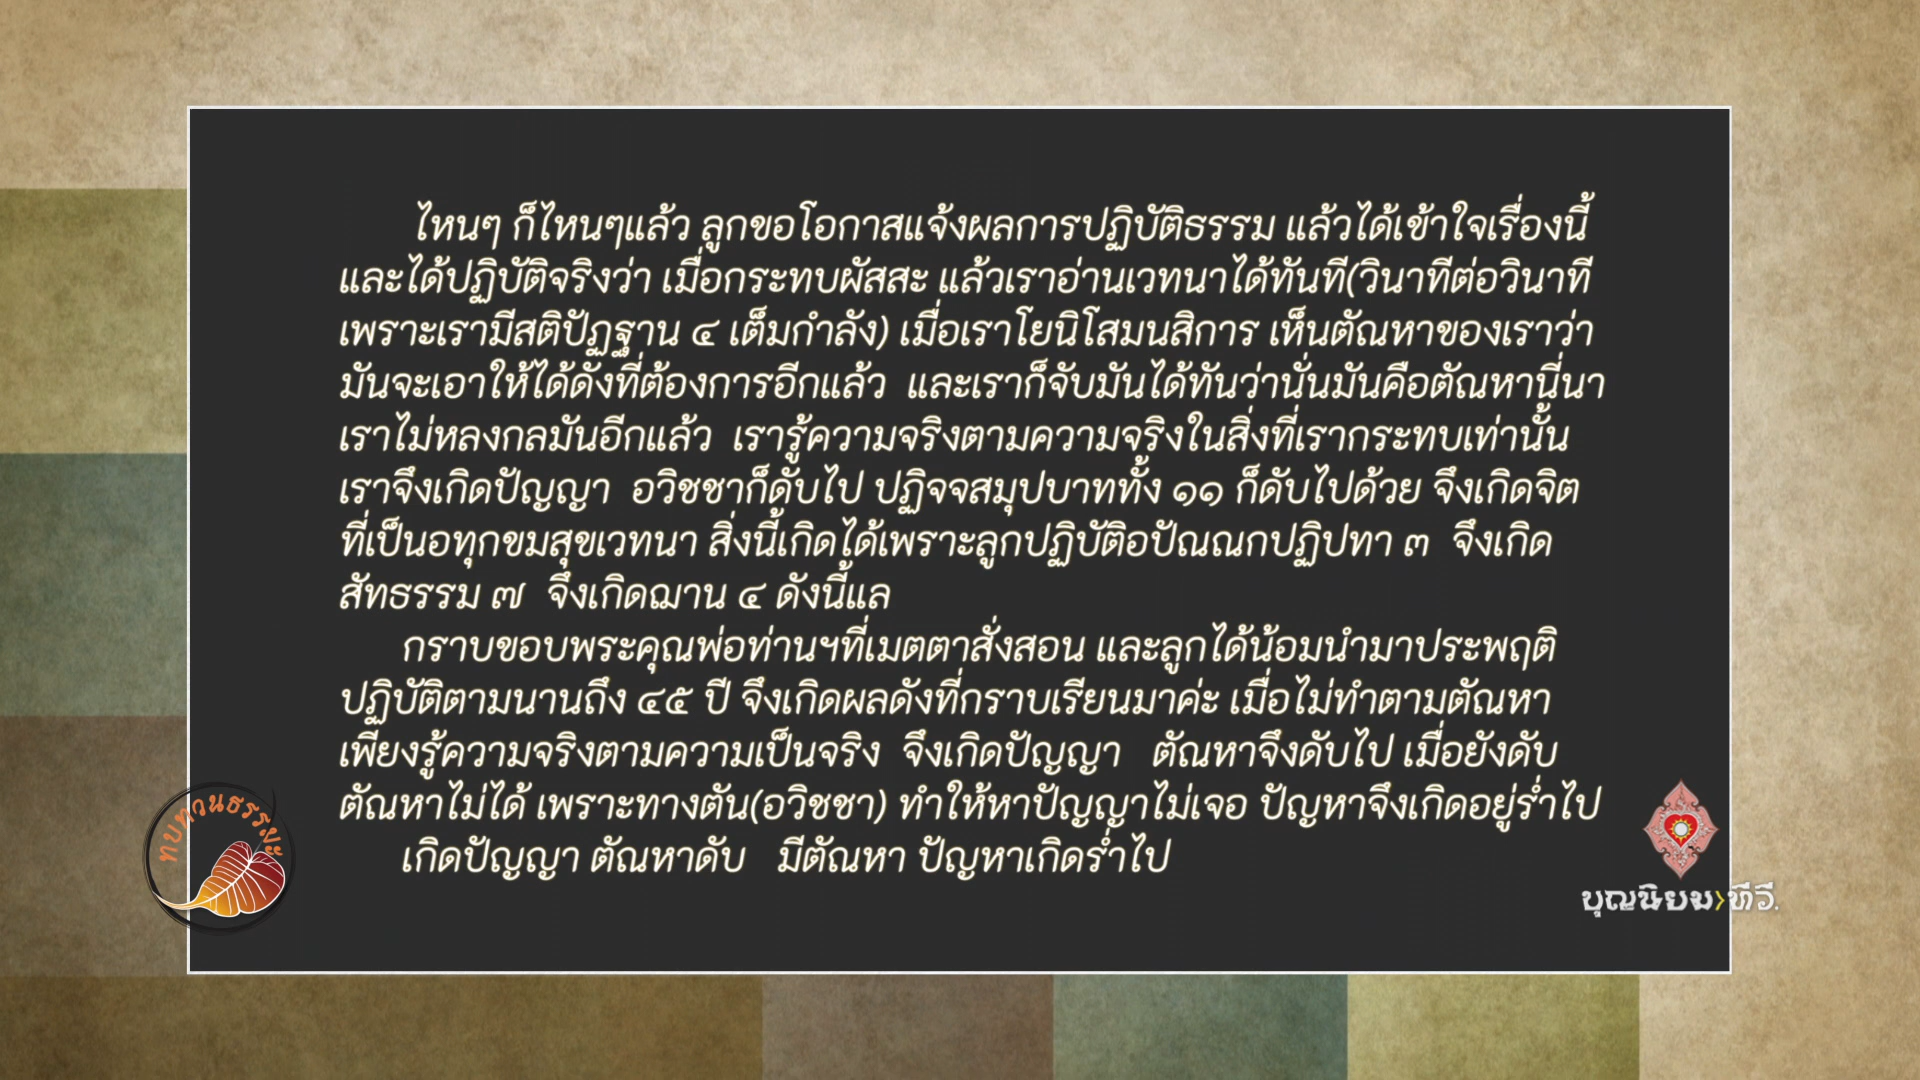 ไหนๆ ก็ไหนๆแล้ว ลูกขอโอกาสแจ้งผลการปฏิบัติธรรม แล้วได้เข้าใจเรื่องนี้
และได้ปฏิบัติจริงว่า เมื่อกระทบผัสสะ แล้วเราอ่านเวทนาได้ทันที(วินาทีต่อวินาที
เพราะเรามีสติปัฏฐาน ๔ เต็มกำลัง) เมื่อเราโยนิโสมนสิการ เห็นตัณหาของเราว่า
มันจะเอาให้ได้ดังที่ต้องการอีกแล้ว และเราก็จับมันได้ทันว่านั่นมันคือตัณหานี่นา
เราไม่หลงกลมันอีกแล้ว เรารู้ความจริงตามความจริงในสิ่งที่เรากระทบเท่านั้น
เราจึงเกิดปัญญา อวิชชาก็ดับไป ปฏิจจสมุปบาททั้ง ๑๑ ก็ดับไปด้วย จึงเกิดจิต
ที่เป็นอทุกขมสุขเวทนา สิ่งนี้เกิดได้เพราะลูกปฏิบัติอปัณณกปฏิปทา ๓ จึงเกิด
สัทธรรม ๗ จึงเกิดฌาน ๔ ดังนี้แล
กราบขอบพระคุณพ่อท่านฯที่เมตตาสั่งสอน และลูกได้น้อมนำมาประพฤติ
ปฏิบัติตามนานถึง ๔๕ ปี จึงเกิดผลดังที่กราบเรียนมาค่ะ เมื่อไม่ทำตามตัณหา
เพียงรู้ความจริงตามความเป็นจริง จึงเกิดปัญญา ตัณหาจึงดับไป เมื่อยังดับ
ตัณหาไม่ได้ เพราะทางตัน(อวิชชา) ทำให้หาปัญญาไม่เจอ ปัญหาจึงเกิดอยู่ร่ำไป
เกิดปัญญา ตัณหาดับ มีตัณหา ปัญหาเกิดร่ำไป
ทบทวนธรรมะ
บุญนิยม ทีวี.